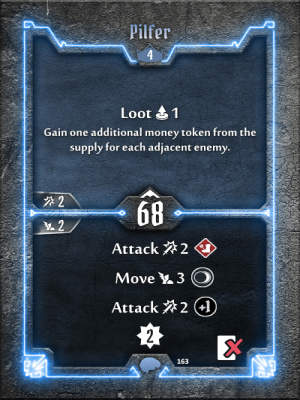 Pilfer
4
Loot 1
Gain one additional money token from the
supply for each adjacent enemy.
2
68
2
Attack 2
Move 3
Attack 2 +1
2
163